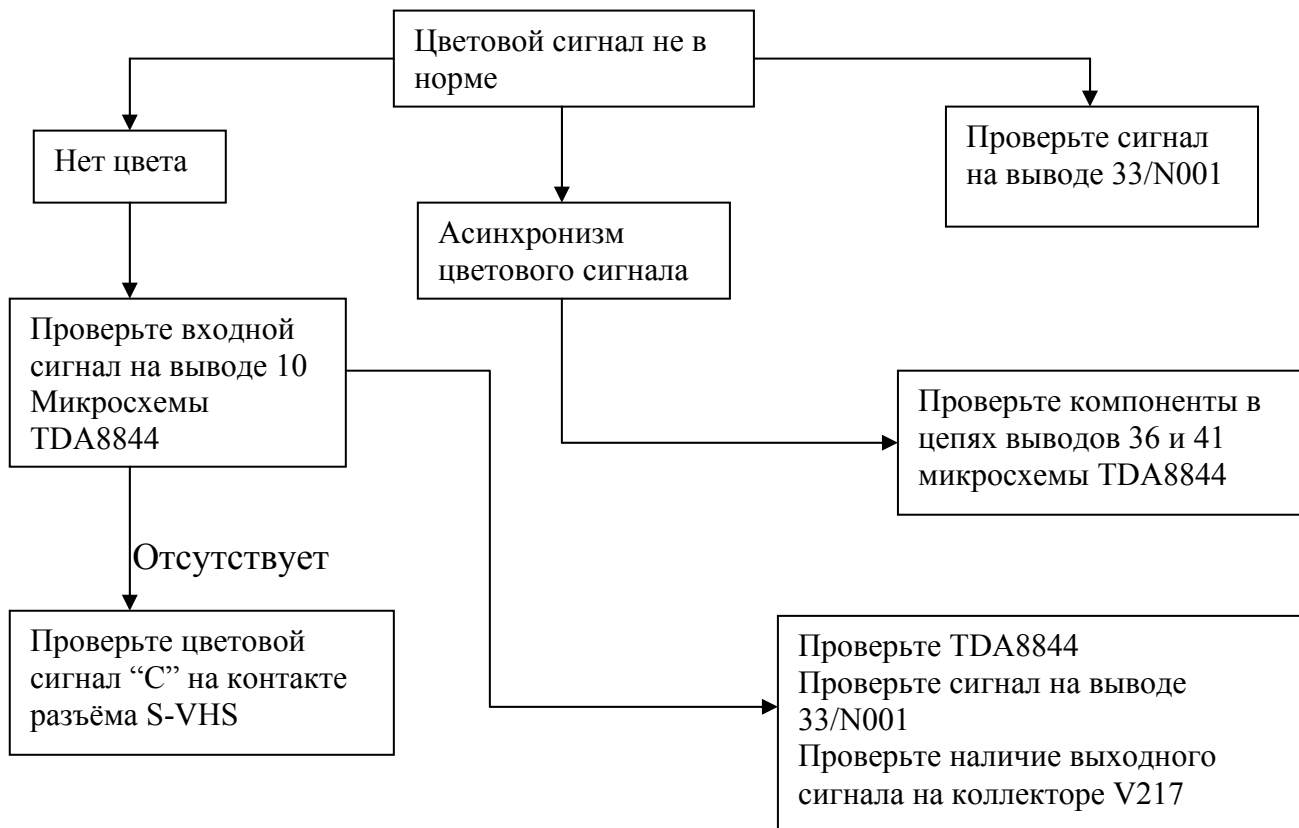 Цветовой сигнал не в
норме
Нет цвета
Проверьте сигнал
на выводе 33/N001
Асинхронизм
цветового сигнала
Проверьте входной
сигнал на выводе 10
Микросхемы
TDA8844
Проверьте компоненты в
цепях выводов 36 и 41
микросхемы TDA8844
Отсутствует
Проверьте цветовой
сигнал “С” на контакте
разъёма S-VHS
Проверьте TDA8844
Проверьте сигнал на выводе
33/N001
Проверьте наличие выходного
сигнала на коллекторе V217